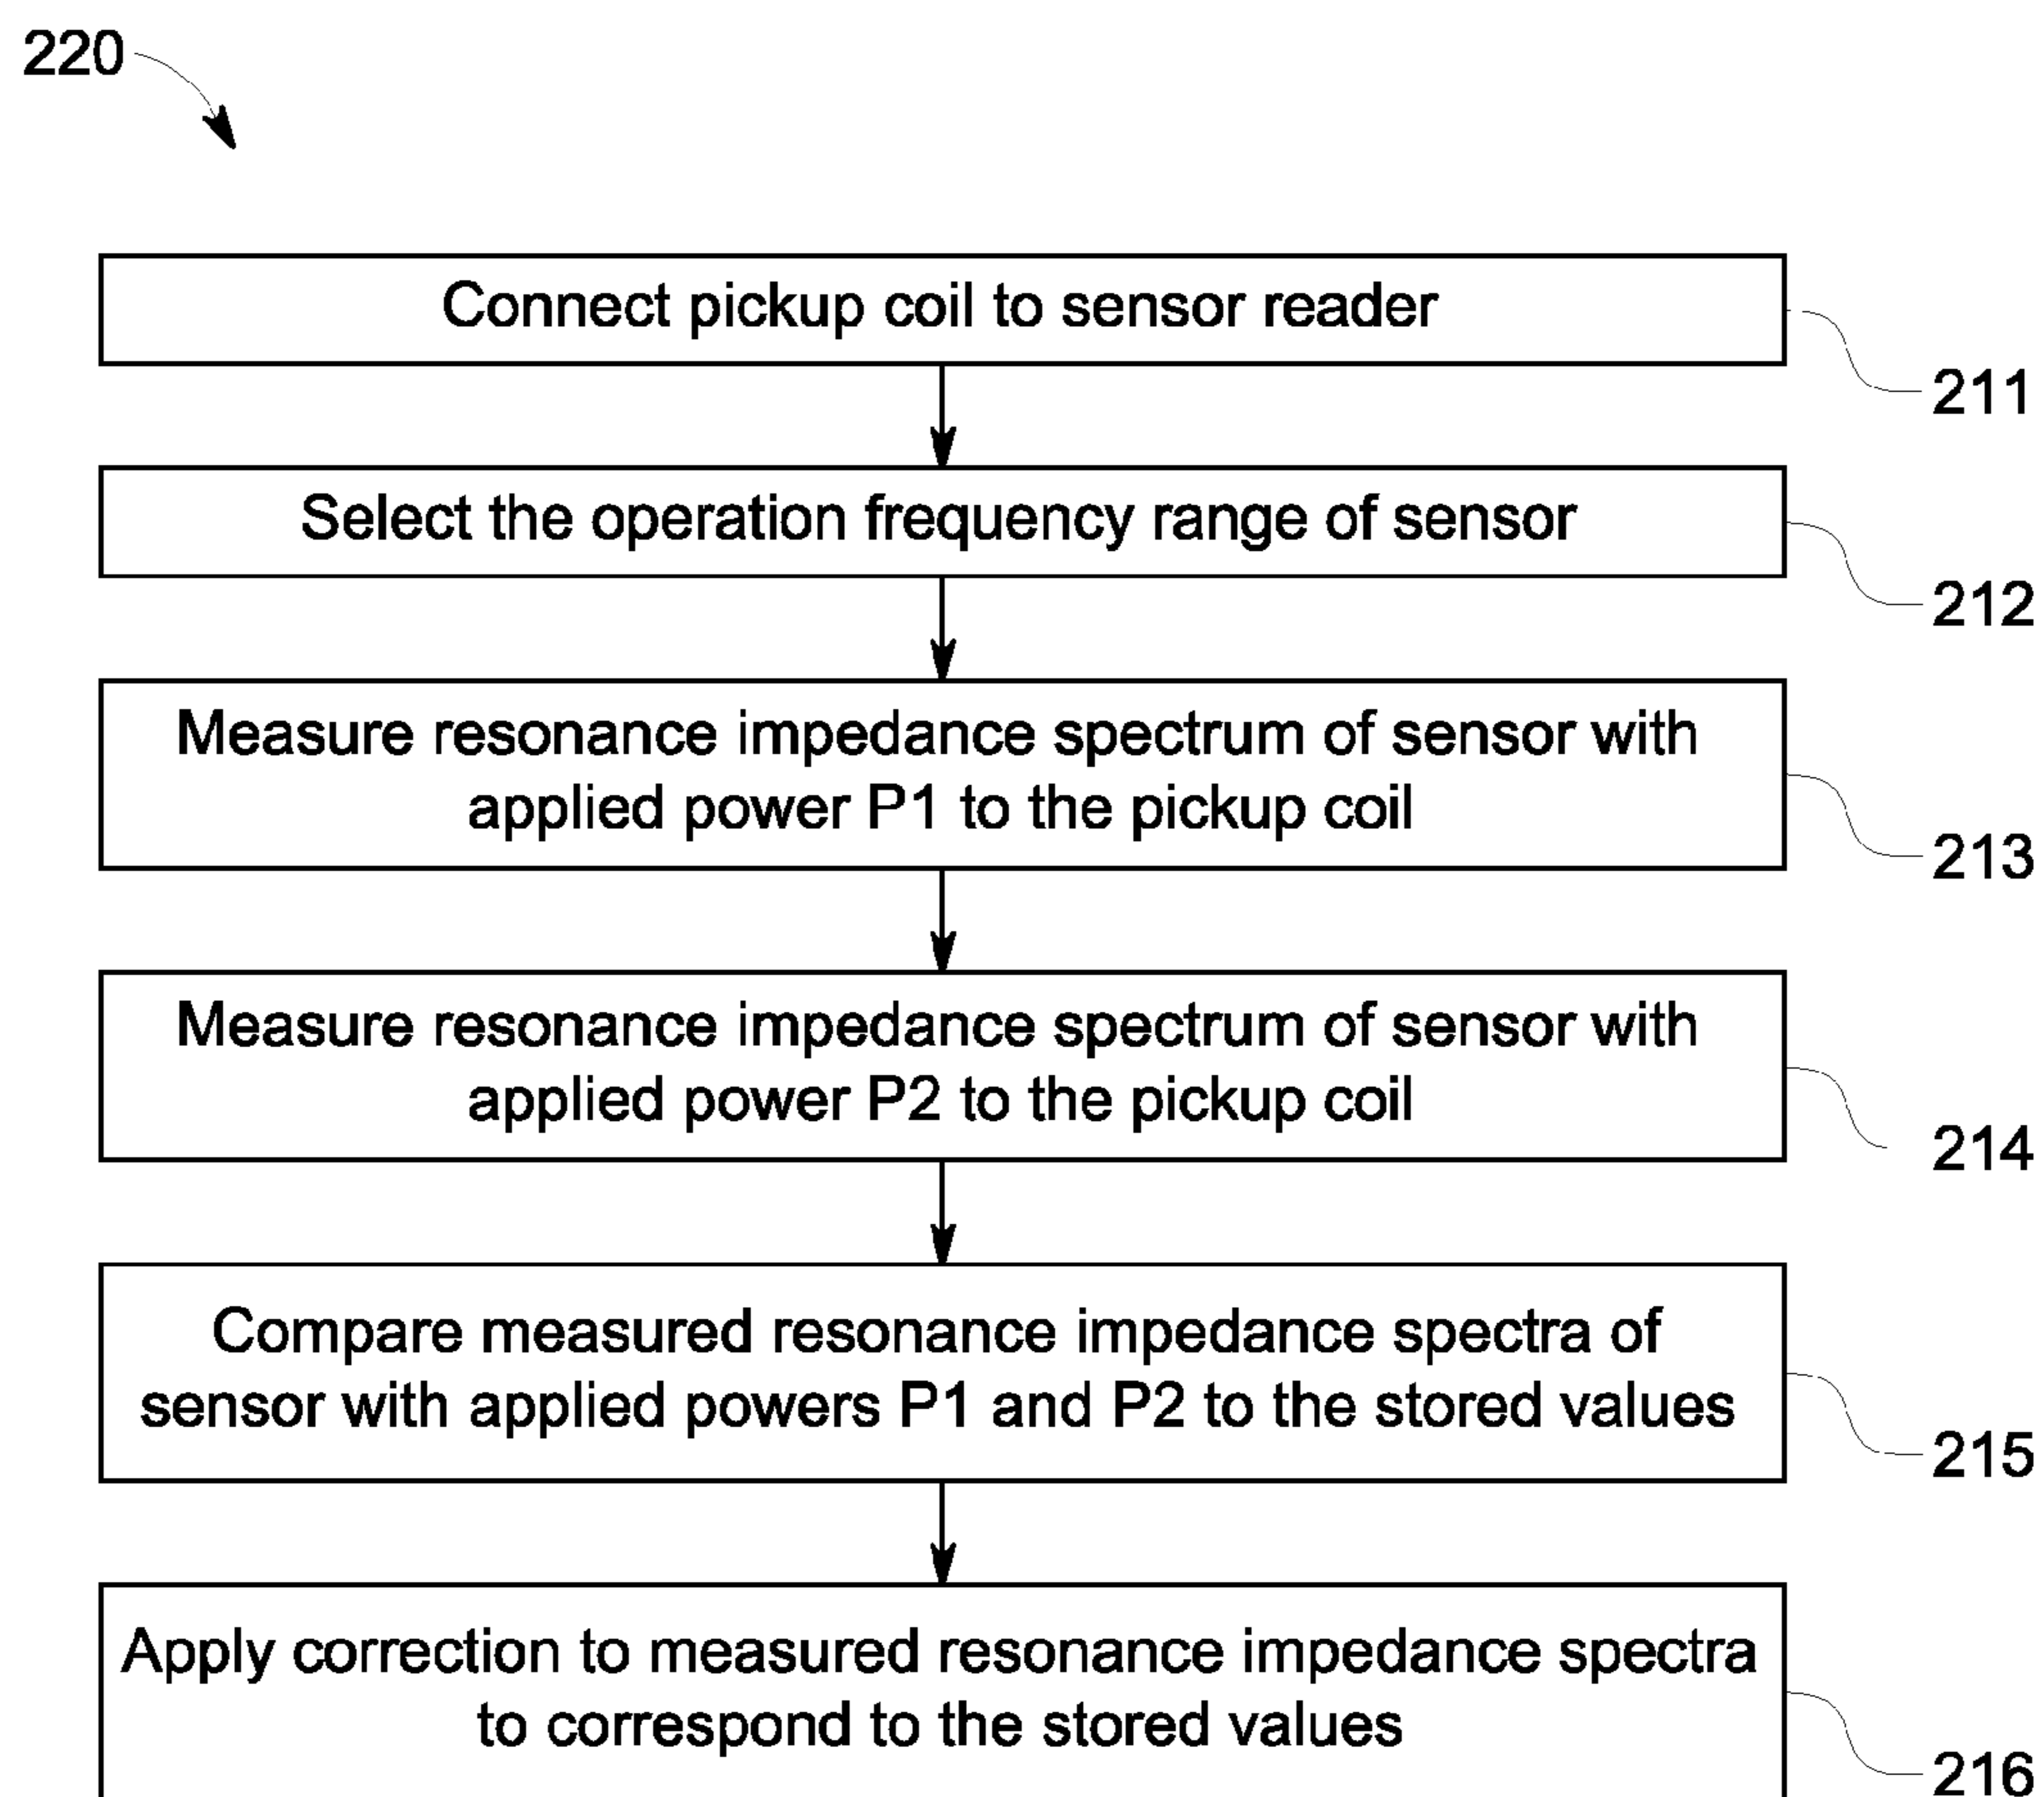 220
Connect pickup coil to sensor reader
211
Select the operation frequency range of sensor
212
Measure resonance impedance spectrum of sensor with
applied power P1 to the pickup coil
213
Measure resonance impedance spectrum of sensor with
applied power P2 to the pickup coil
214
Compare measured resonance impedance spectra of
sensor with applied powers P1 and P2 to the stored values
215
Apply correction to measured resonance impedance spectra
to correspond to the stored values
216